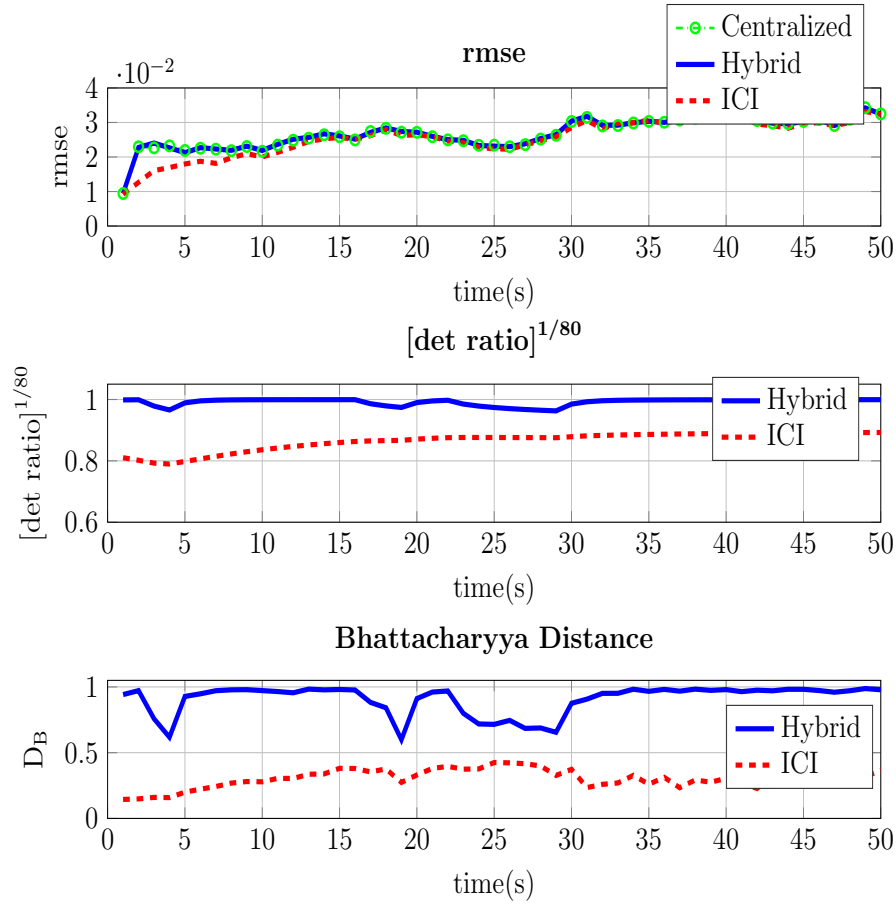 rmse
Centralized
Hybrid
ICI
·10⁻²
rmse
4
3
2
1
0
0 5 10 15 20 25 30 35 40 45 50
time(s)
[det ratio]^{1/80}
Hybrid
ICI
[det ratio]^{1/80}
1
0.8
0.6
0 5 10 15 20 25 30 35 40 45 50
time(s)
Bhattacharyya Distance
Hybrid
ICI
D_B
1
0.5
0
0 5 10 15 20 25 30 35 40 45 50
time(s)